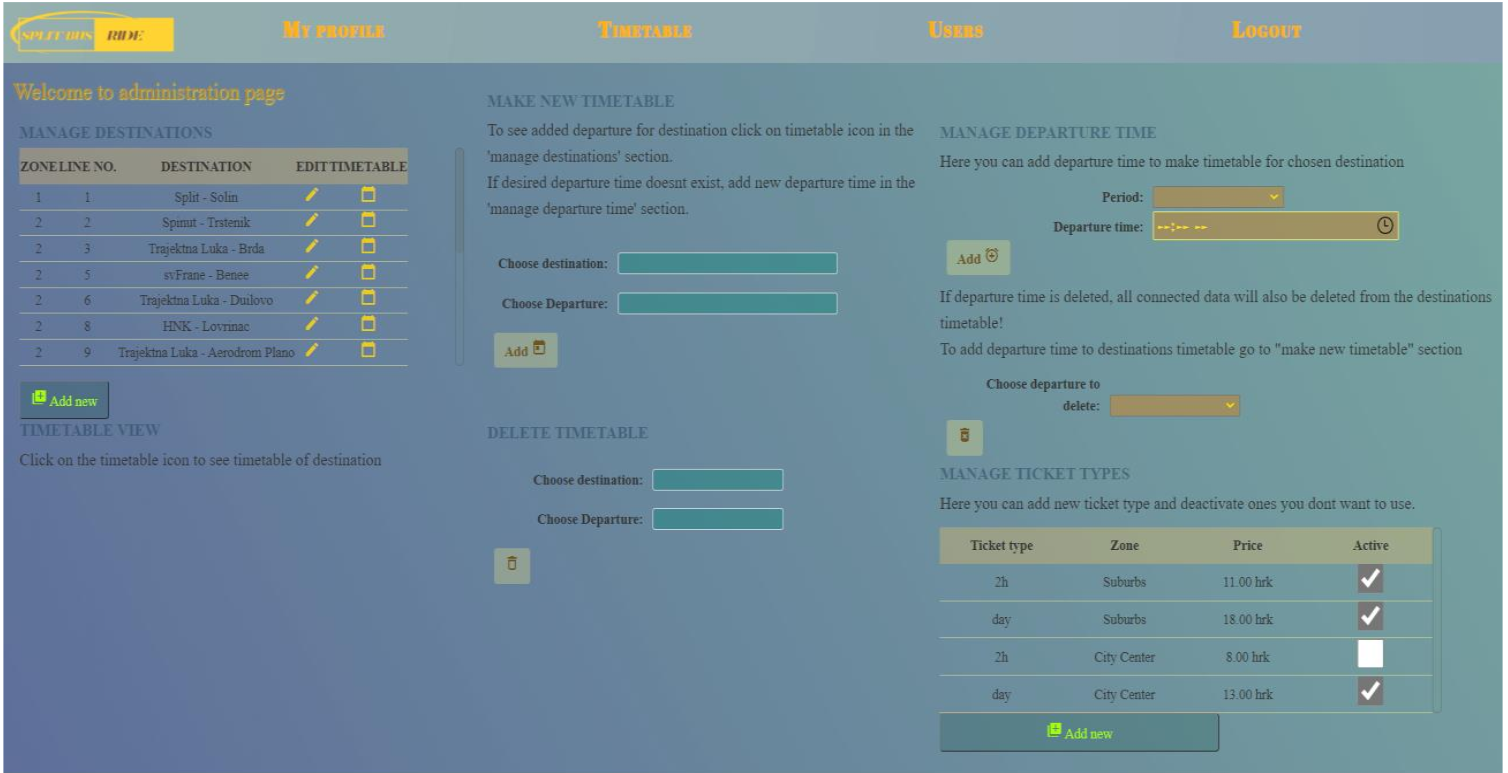 SPLIT BUS RIDE
MY PROFILE
TIMETABLE
USERS
LOGOUT
Welcome to administration page
MANAGE DESTINATIONS
ZONE LINE NO. DESTINATION EDIT TIMETABLE
1 1 Split - Solin
2 2 Spinut - Trstenik
2 3 Trajektna Luka - Brda
2 5 svFrane - Benee
2 6 Trajektna Luka - Duilovo
2 8 HNK - Lovrinac
2 9 Trajektna Luka - Aerodrom Plano
Add new
TIMETABLE VIEW
Click on the timetable icon to see timetable of destination
MAKE NEW TIMETABLE
To see added departure for destination click on timetable icon in the
'manage destinations' section.
If desired departure time doesnt exist, add new departure time in the
'manage departure time' section.
Choose destination:
Choose Departure:
Add
DELETE TIMETABLE
Choose destination:
Choose Departure:
MANAGE DEPARTURE TIME
Here you can add departure time to make timetable for chosen destination
Period:
Departure time: --:-- --
Add
If departure time is deleted, all connected data will also be deleted from the destinations
timetable!
To add departure time to destinations timetable go to "make new timetable" section
Choose departure to
delete:
MANAGE TICKET TYPES
Here you can add new ticket type and deactivate ones you dont want to use.
Ticket type Zone Price Active
2h Suburbs 11.00 hrk
day Suburbs 18.00 hrk
2h City Center 8.00 hrk
day City Center 13.00 hrk
Add new